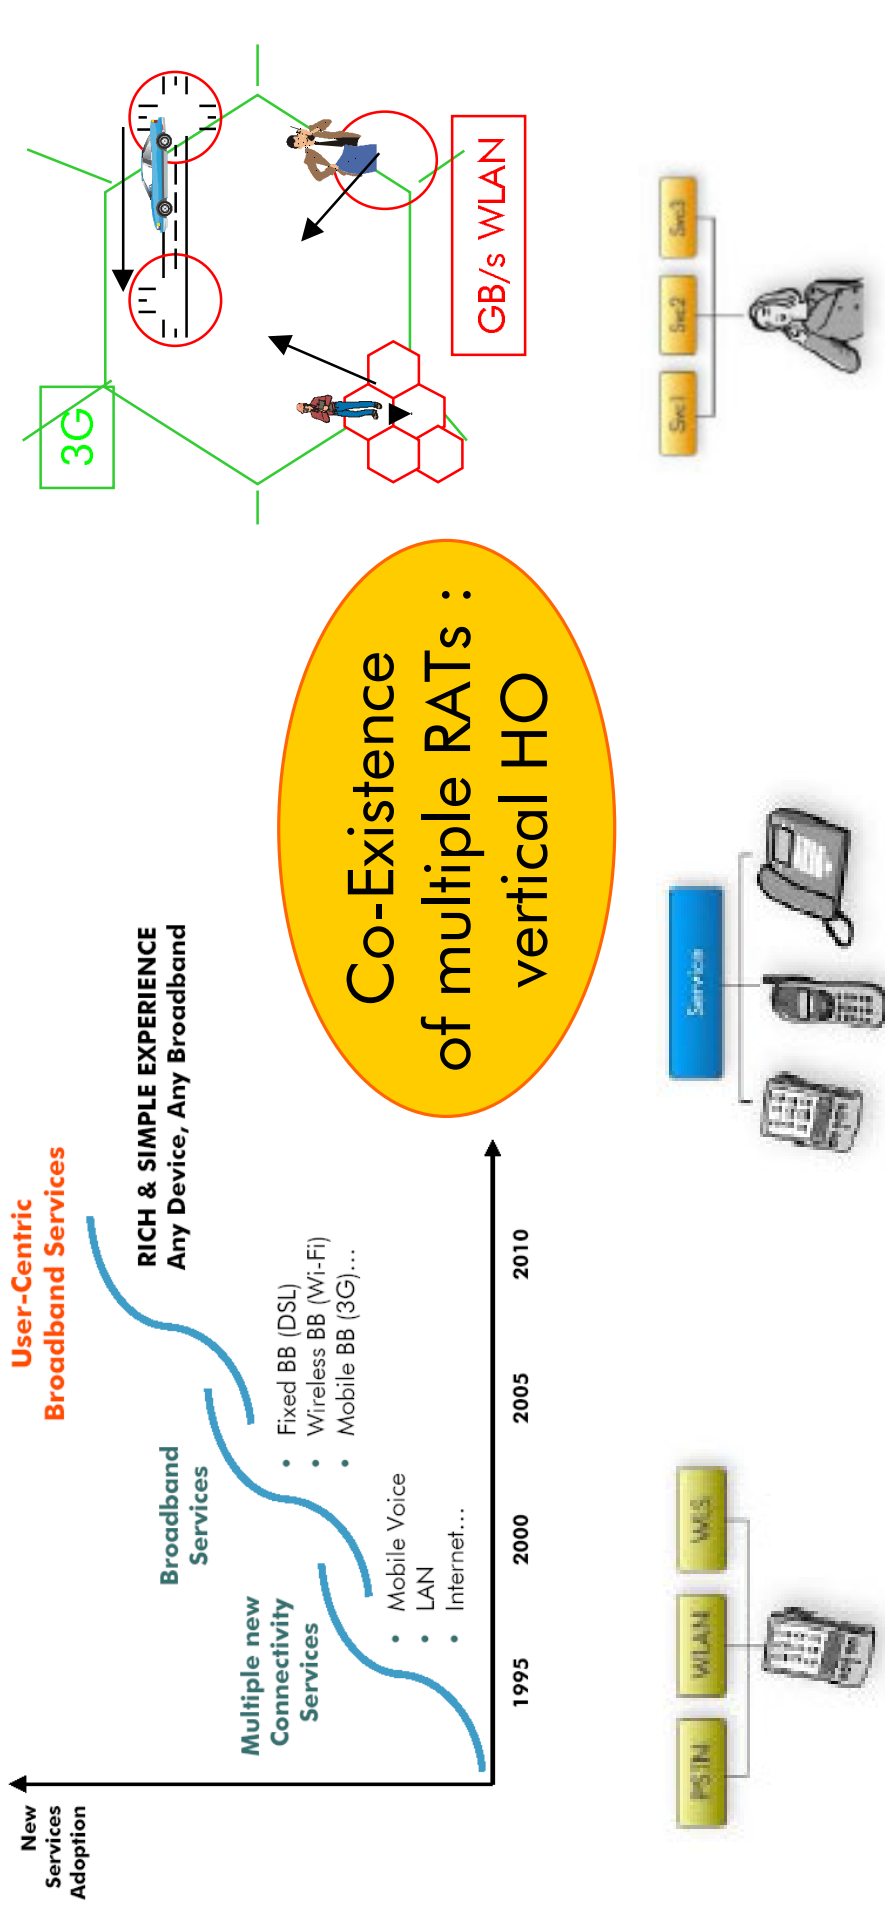 New
Services
Adoption
User-Centric
Broadband Services
Broadband
Services
Multiple new
Connectivity
Services
RICH & SIMPLE EXPERIENCE
Any Device, Any Broadband
• Fixed BB (DSL)
• Wireless BB (Wi-Fi)
• Mobile BB (3G)...
• Mobile Voice
• LAN
• Internet...
1995
2000
2005
2010
3G
GB/s WLAN
Co-Existence
of multiple RATs :
vertical HO
PSTN
WLAN
WLS
Service
Svc1
Svc2
Svc3